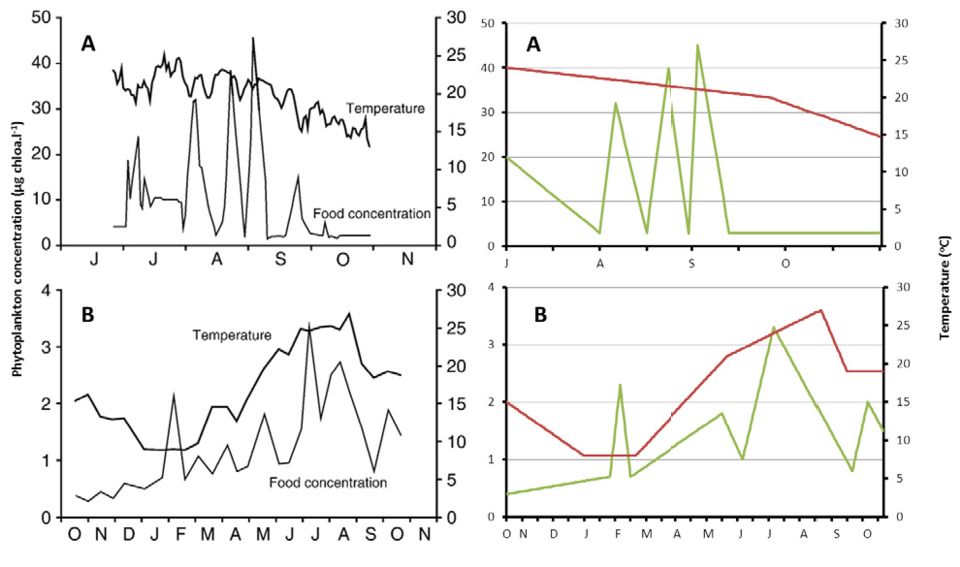 50 30 50 30
A A
25 25
40 40
20 20
30 Temperature 30
15 15
20 20
10 10
10 Food concentration 5 10 5
0 0 0 0
J J A S O N J A S O
Phytoplankton concentration (µg chloa.l⁻¹)
Temperature (°C)
4 30 4 30
B B
25 25
Temperature
3 20 3 20
2 15 2 15
10 10
1 1
Food concentration 5 5
0 0 0 0
O N D J F M A M J J A S O N O N D J F M A M J J A S O